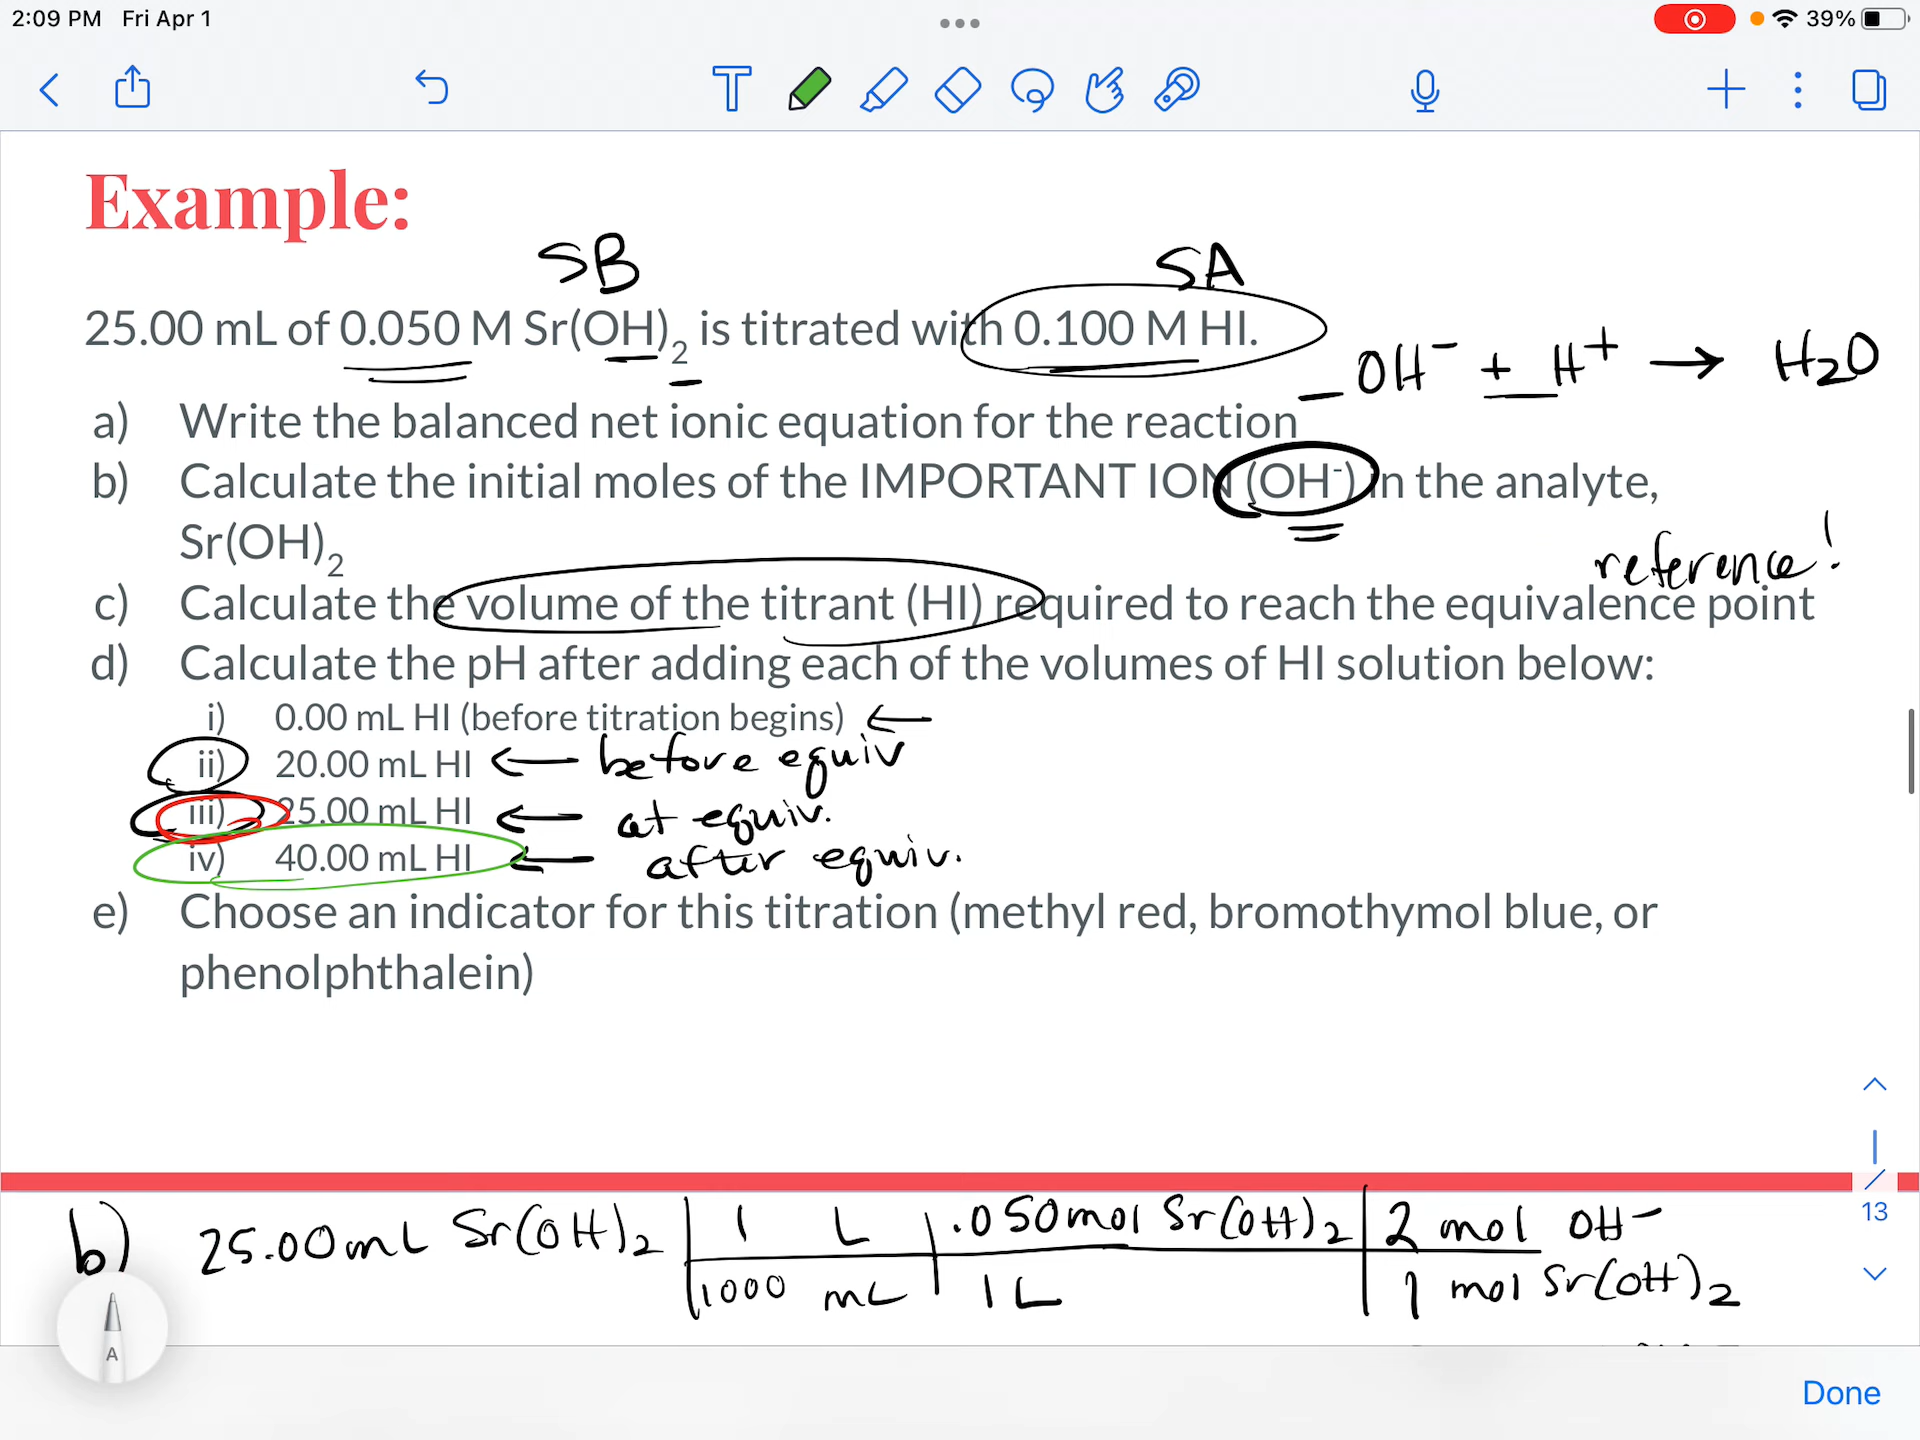 2:09 PM Fri Apr 1
39%
Example:
SB
SA
25.00 mL of 0.050 M Sr(OH)₂ is titrated with 0.100 M HI.
_OH⁻ + _H⁺ → H₂O
a) Write the balanced net ionic equation for the reaction
b) Calculate the initial moles of the IMPORTANT ION (OH⁻) in the analyte,
Sr(OH)₂
reference!
c) Calculate the volume of the titrant (HI) required to reach the equivalence point
d) Calculate the pH after adding each of the volumes of HI solution below:
i) 0.00 mL HI (before titration begins) ←
ii) 20.00 mL HI ← before equiv
iii) 25.00 mL HI ← at equiv.
iv) 40.00 mL HI ← after equiv.
e) Choose an indicator for this titration (methyl red, bromothymol blue, or
phenolphthalein)
13
b) 25.00mL Sr(OH)₂ | 1 L | .050mol Sr(OH)₂ | 2 mol OH⁻
1000 mL | 1L | 1 mol Sr(OH)₂
A
Done